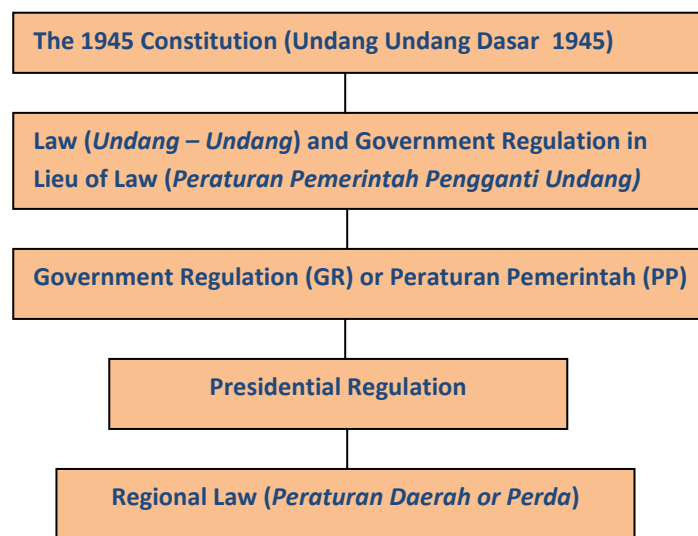 The 1945 Constitution (Undang Undang Dasar 1945)
Law (Undang – Undang) and Government Regulation in
Lieu of Law (Peraturan Pemerintah Pengganti Undang)
Government Regulation (GR) or Peraturan Pemerintah (PP)
Presidential Regulation
Regional Law (Peraturan Daerah or Perda)